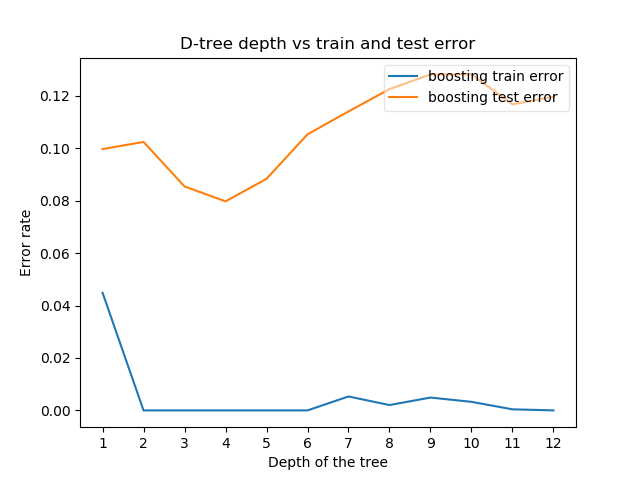 D-tree depth vs train and test error
boosting train error
boosting test error
0.12
0.10
0.08
0.06
0.04
0.02
0.00
Error rate
1 2 3 4 5 6 7 8 9 10 11 12
Depth of the tree